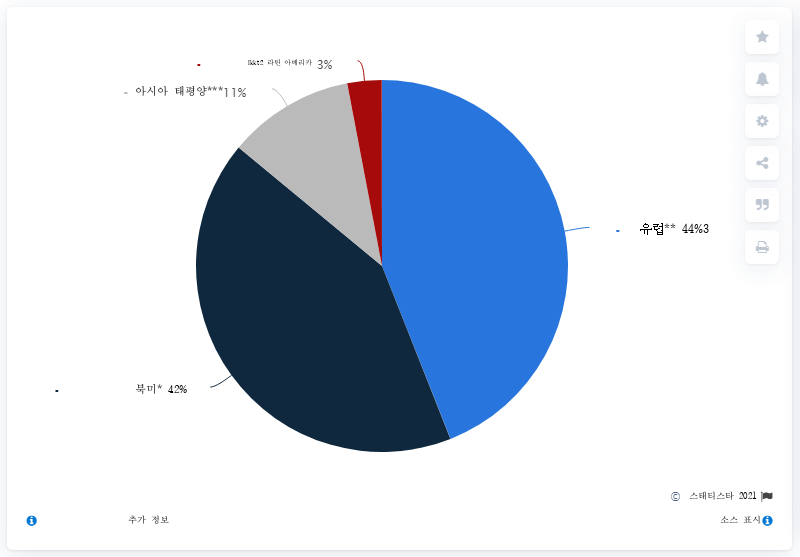 라틴 아메리카 3%
- 아시아 태평양***11%
- 유럽** 44%3
- 북미* 42%
© 스태티스타 2021
추가 정보
소스 표시